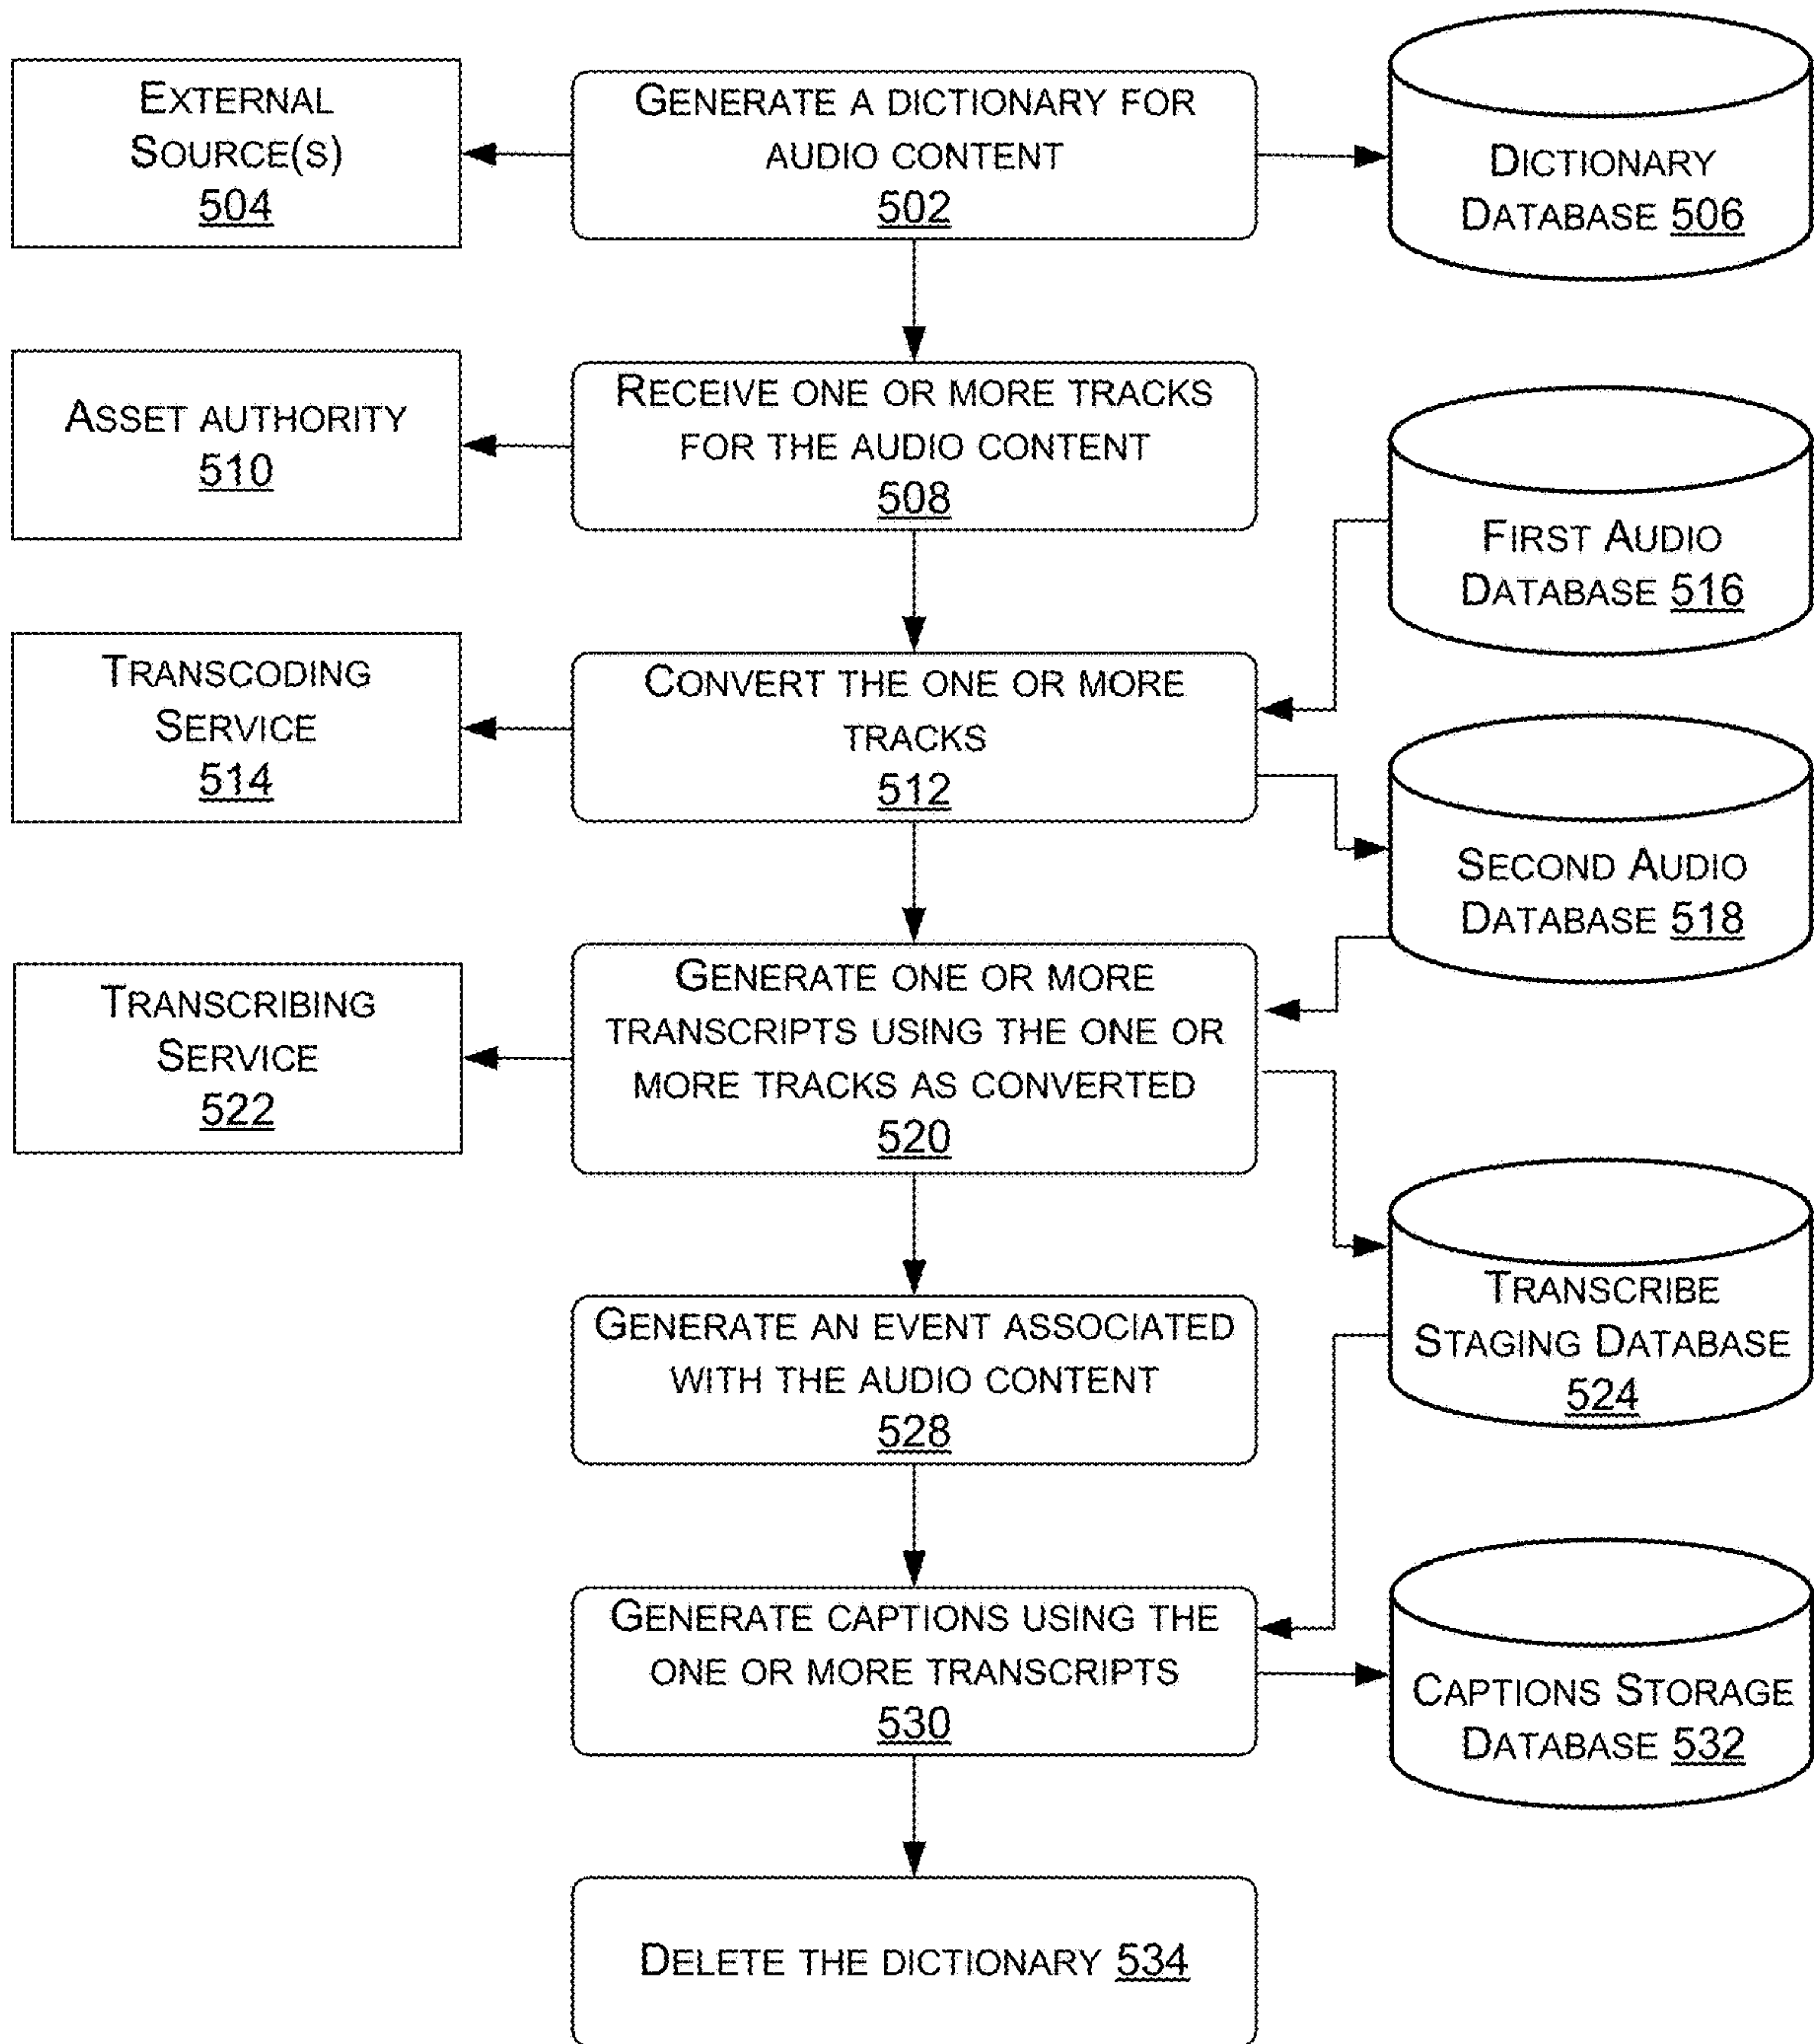 EXTERNAL
SOURCE(S)
504
GENERATE A DICTIONARY FOR
AUDIO CONTENT
502
DICTIONARY
DATABASE 506
ASSET AUTHORITY
510
RECEIVE ONE OR MORE TRACKS
FOR THE AUDIO CONTENT
508
FIRST AUDIO
DATABASE 516
TRANSCODING
SERVICE
514
CONVERT THE ONE OR MORE
TRACKS
512
SECOND AUDIO
DATABASE 518
TRANSCRIBING
SERVICE
522
GENERATE ONE OR MORE
TRANSCRIPTS USING THE ONE OR
MORE TRACKS AS CONVERTED
520
TRANSCRIBE
STAGING DATABASE
524
GENERATE AN EVENT ASSOCIATED
WITH THE AUDIO CONTENT
528
GENERATE CAPTIONS USING THE
ONE OR MORE TRANSCRIPTS
530
CAPTIONS STORAGE
DATABASE 532
DELETE THE DICTIONARY 534